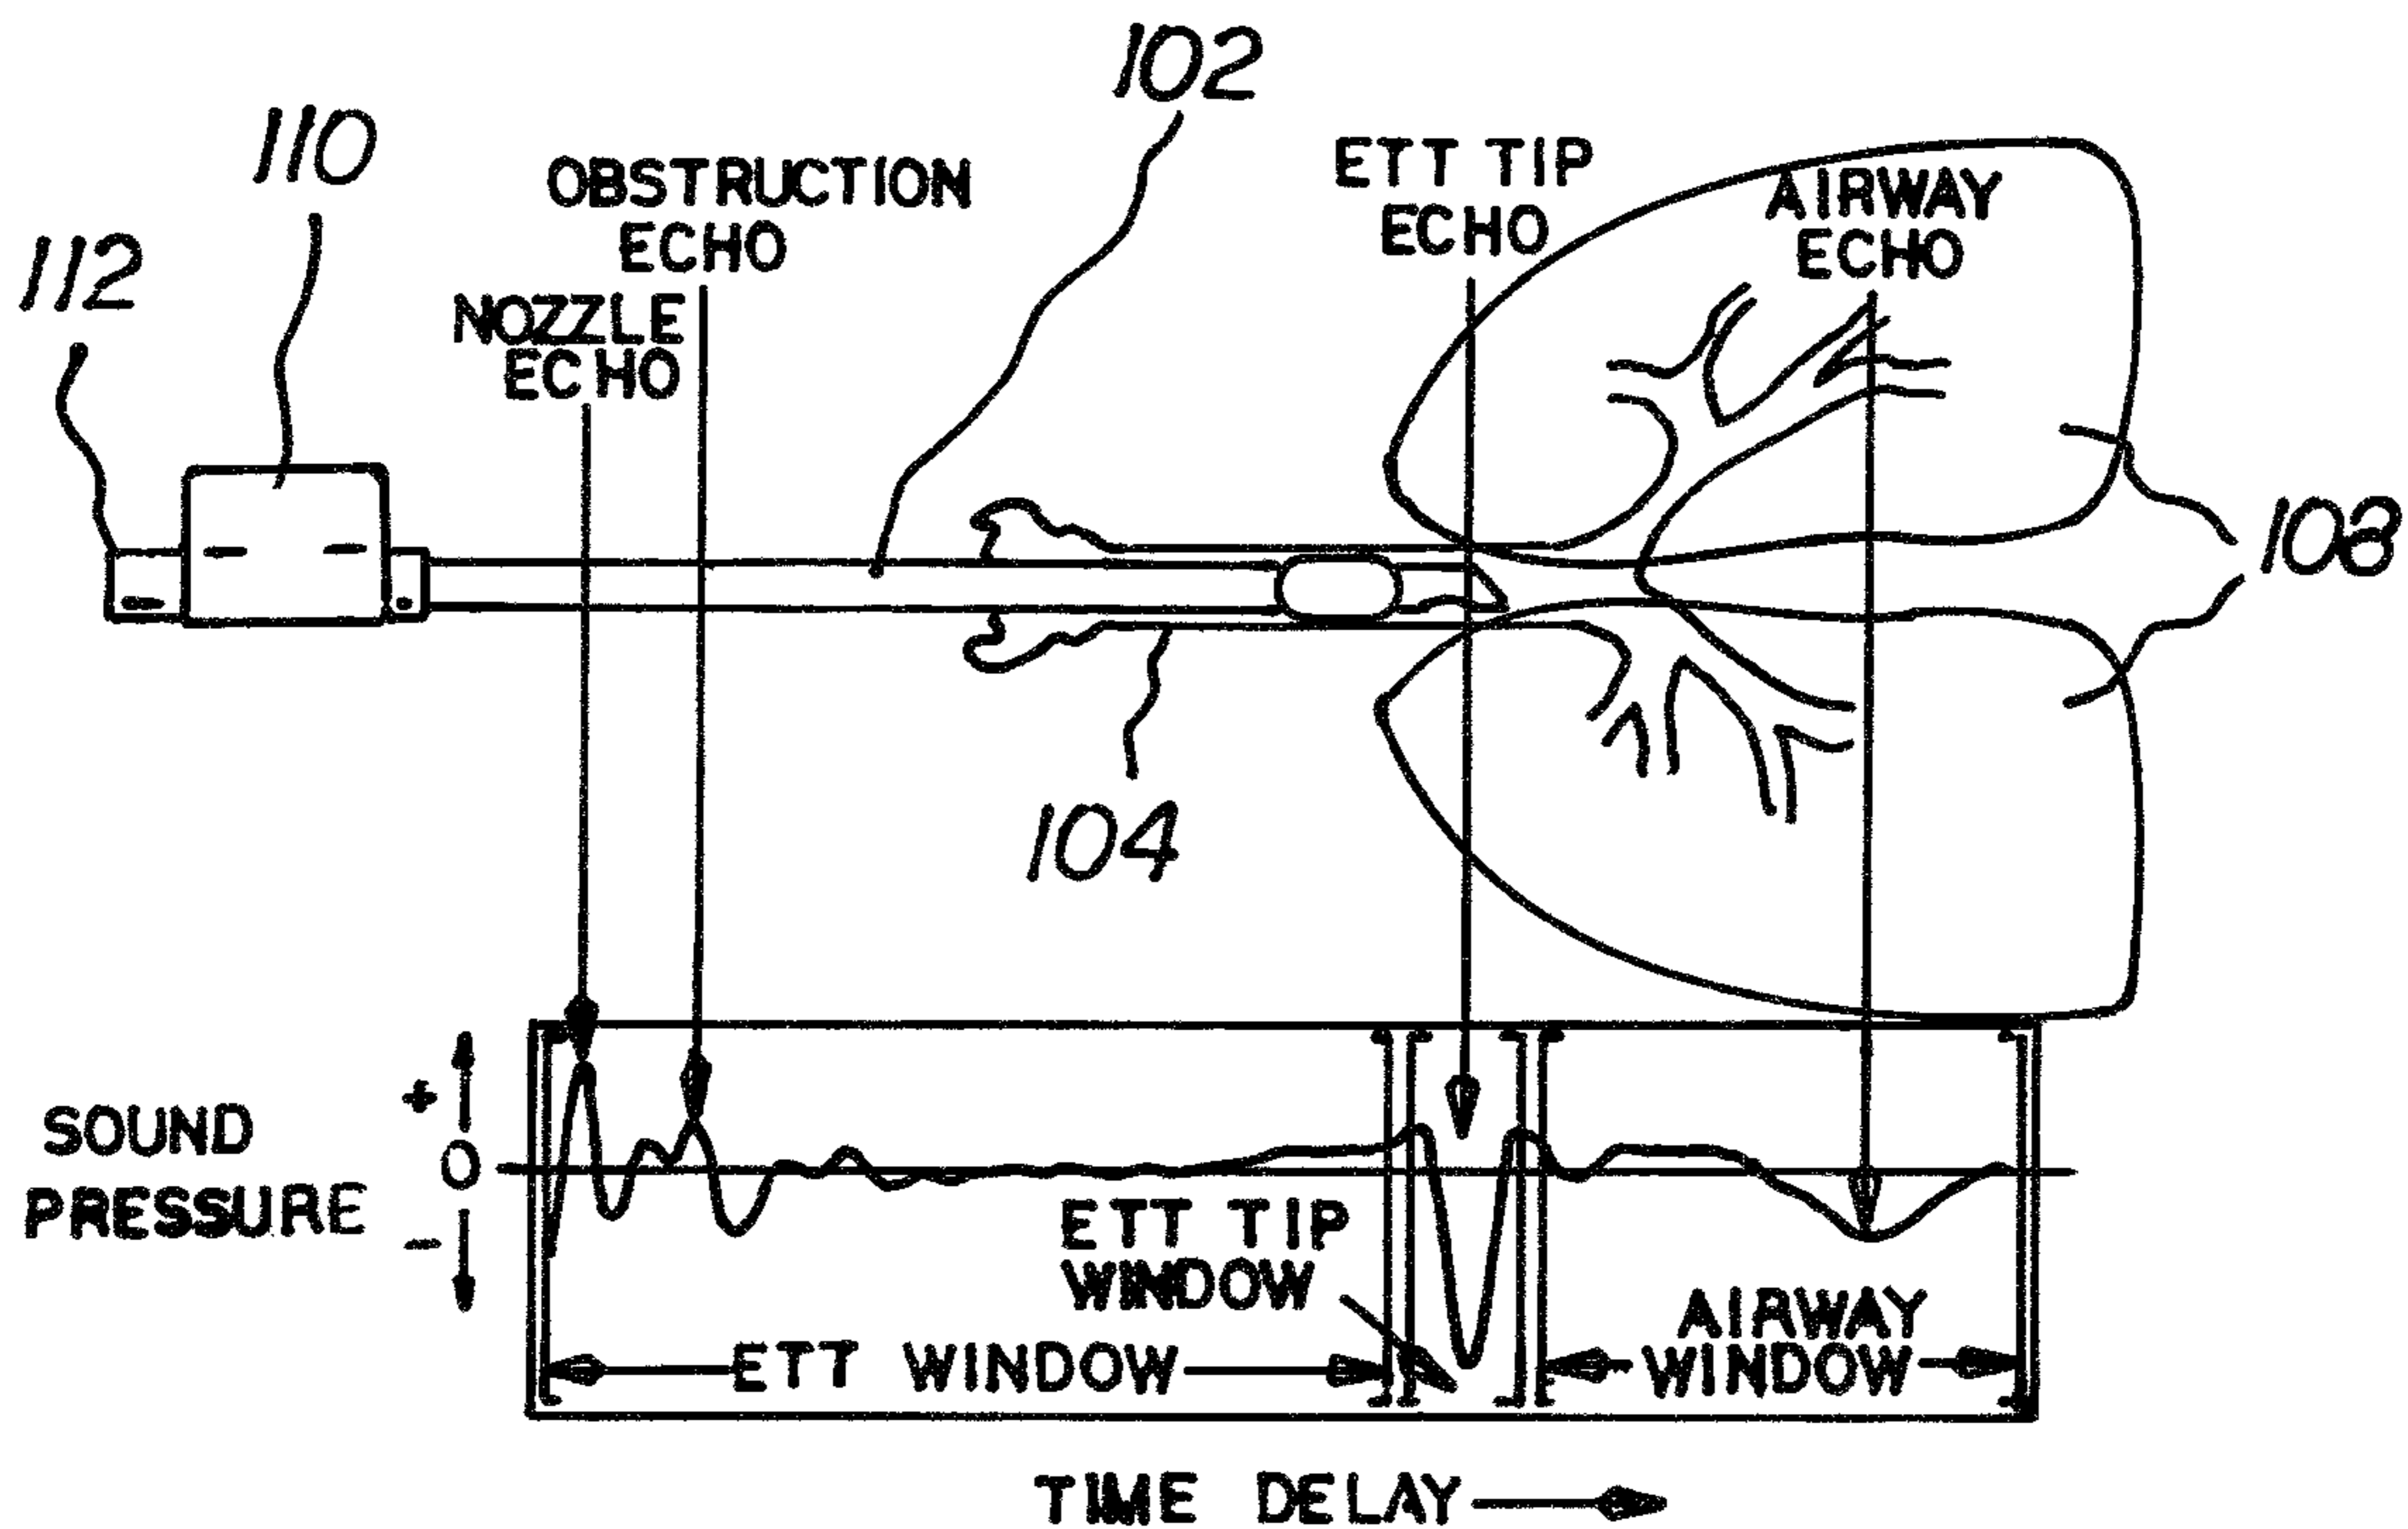 102
110
112
OBSTRUCTION
ECHO
NOZZLE
ECHO
ETT TIP
ECHO
AIRWAY
ECHO
108
104
SOUND
PRESSURE
+
0
-
ETT TIP
WINDOW
ETT WINDOW
AIRWAY
WINDOW
TIME DELAY